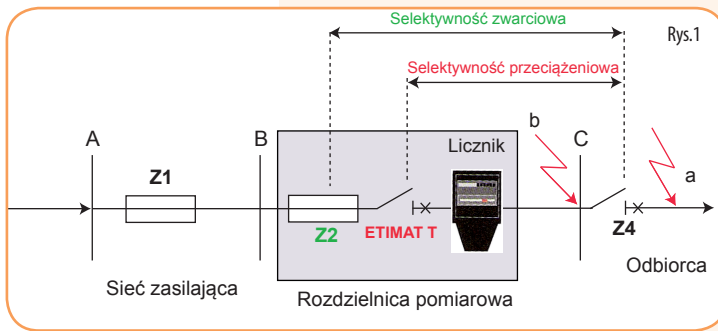 Selektywność zwarciowa
Rys.1
Selektywność przeciążeniowa
A
B
b
C
Licznik
a
Z1
Z2
ETIMAT T
Z4
Sieć zasilająca
Rozdzielnica pomiarowa
Odbiorca